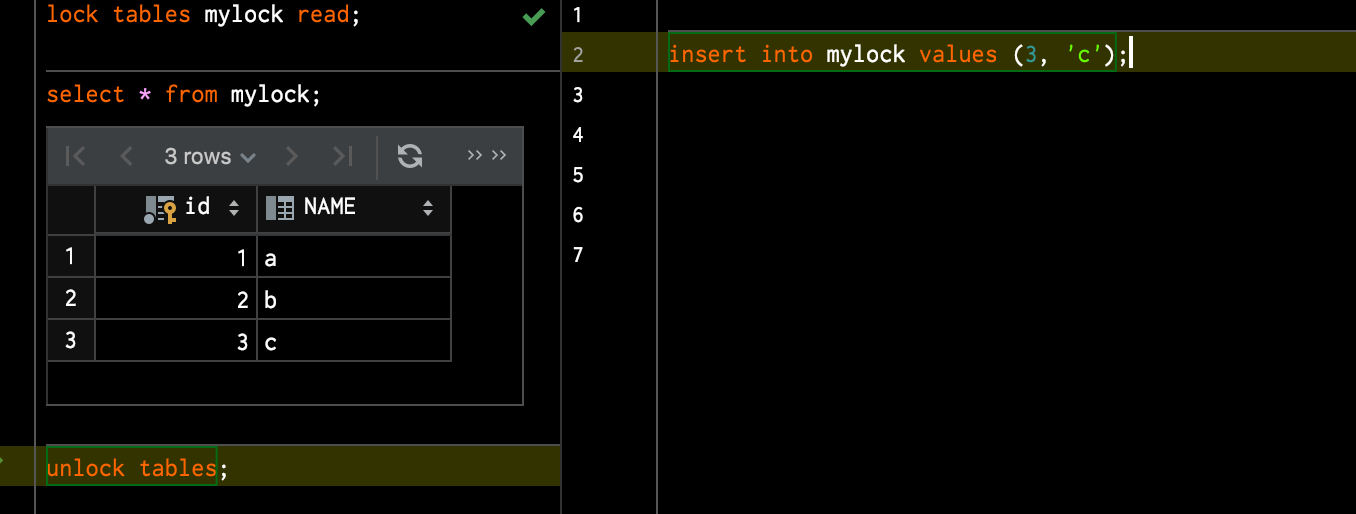 lock tables mylock read;
select * from mylock;
3 rows
id NAME
1 1 a
2 2 b
3 3 c
unlock tables;
1
2 insert into mylock values (3, 'c');
3
4
5
6
7